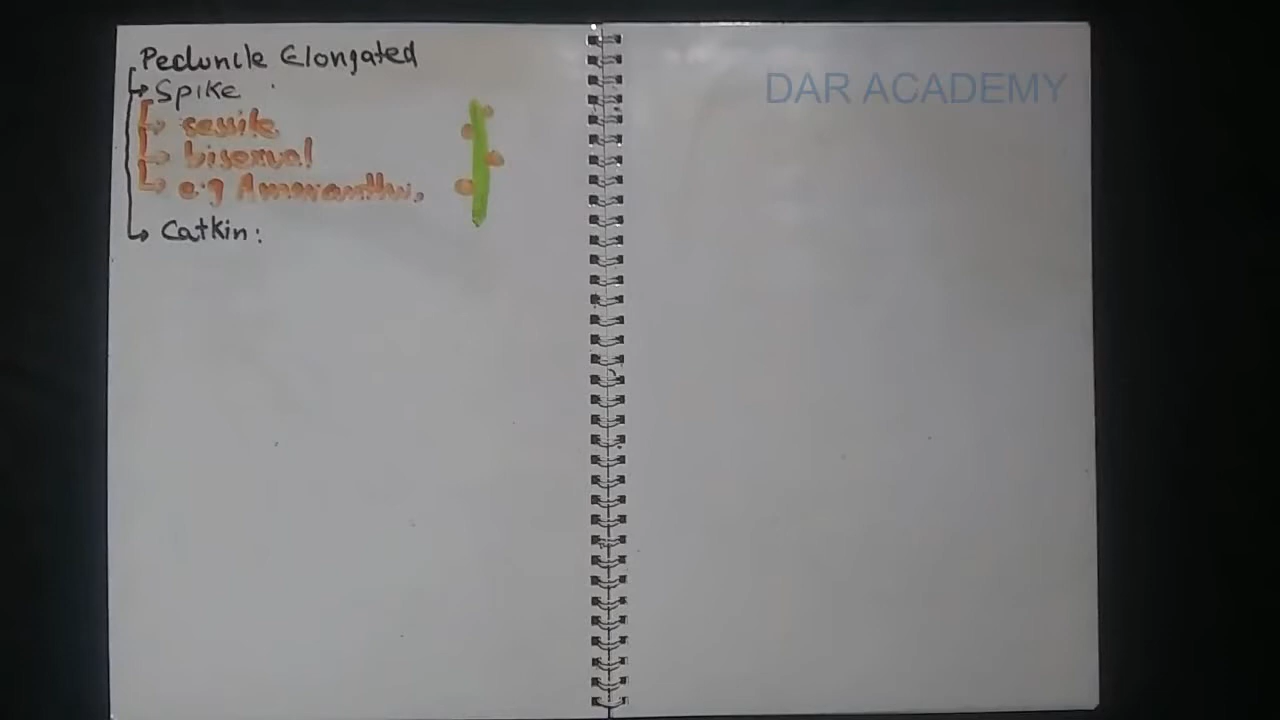 Peduncle Elongated
Spike
sessile
bisexual
e.g Amaranthus.
Catkin:
DAR ACADEMY